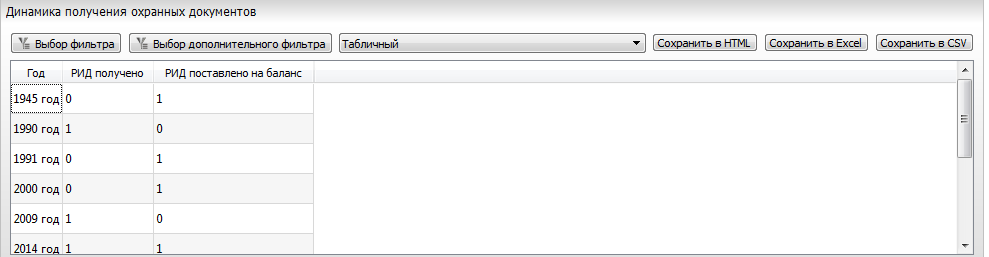 Динамика получения охранных документов
Выбор фильтра Выбор дополнительного фильтра Табличный Сохранить в HTML Сохранить в Excel Сохранить в CSV
Год РИД получено РИД поставлено на баланс
1945 год 0 1
1990 год 1 0
1991 год 0 1
2000 год 0 1
2009 год 1 0
2014 год 1 1